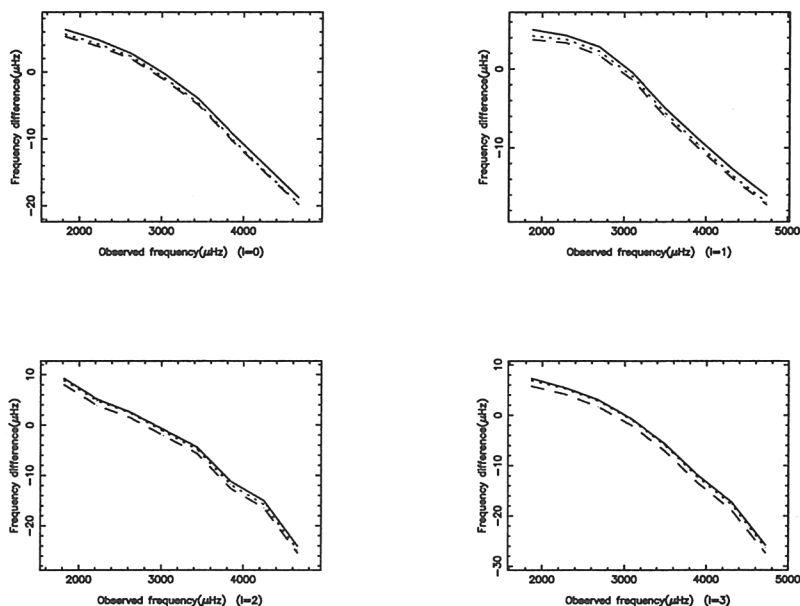 Frequency difference(μHz)
0
−10
−20
2000 3000 4000
Observed frequency(μHz) (l=0)
Frequency difference(μHz)
0
−10
2000 3000 4000 5000
Observed frequency(μHz) (l=1)
Frequency difference(μHz)
10
0
−10
−20
2000 3000 4000
Observed frequency(μHz) (l=2)
Frequency difference(μHz)
10
0
−10
−20
−30
2000 3000 4000 5000
Observed frequency(μHz) (l=3)